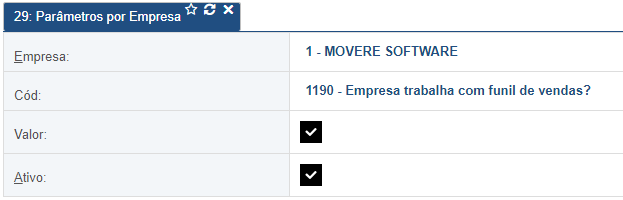 29: Parâmetros por Empresa
Empresa: 1 - MOVERE SOFTWARE
Cód: 1190 - Empresa trabalha com funil de vendas?
Valor:
Ativo: